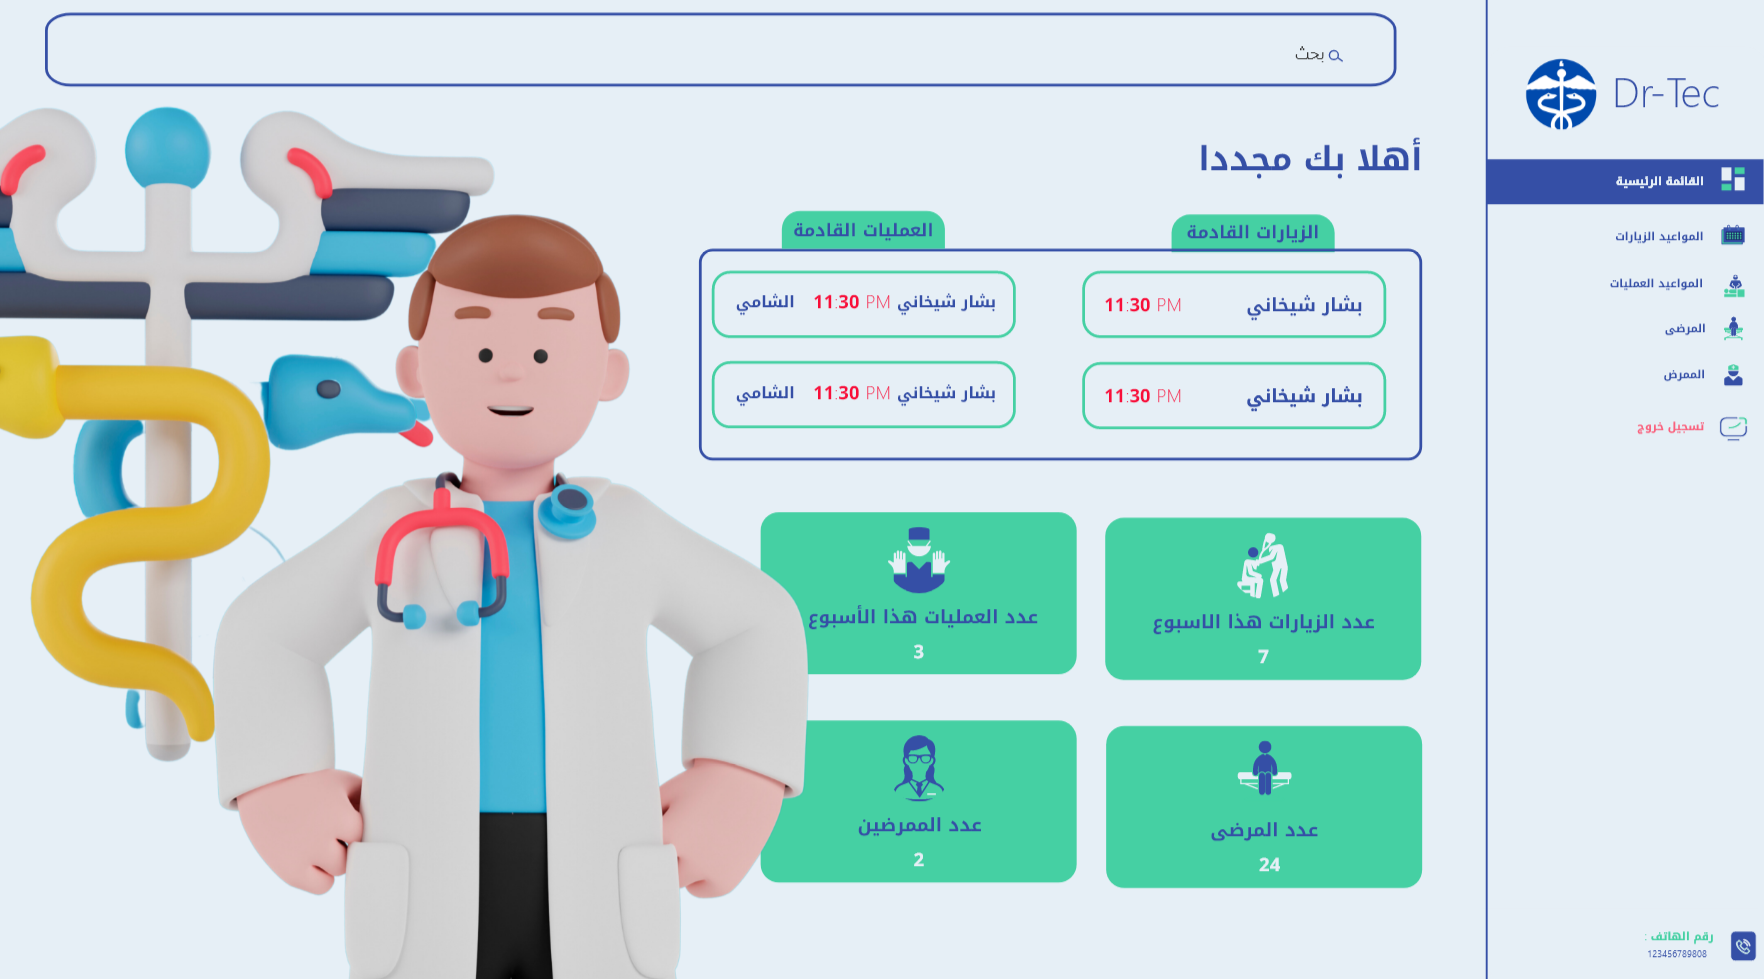 Dr-Tec
القائمة الرئيسية
المواعيد الزيارات
المواعيد العمليات
المرضى
الممرض
تسجيل خروج
رقم الهاتف :
123456789808
بحث
أهلا بك مجددا
الزيارات القادمة
بشار شيخاني 11:30 PM
بشار شيخاني 11:30 PM
العمليات القادمة
بشار شيخاني 11:30 PM الشامي
بشار شيخاني 11:30 PM الشامي
عدد الزيارات هذا الاسبوع
7
عدد العمليات هذا الأسبوع
3
عدد المرضى
24
عدد الممرضين
2